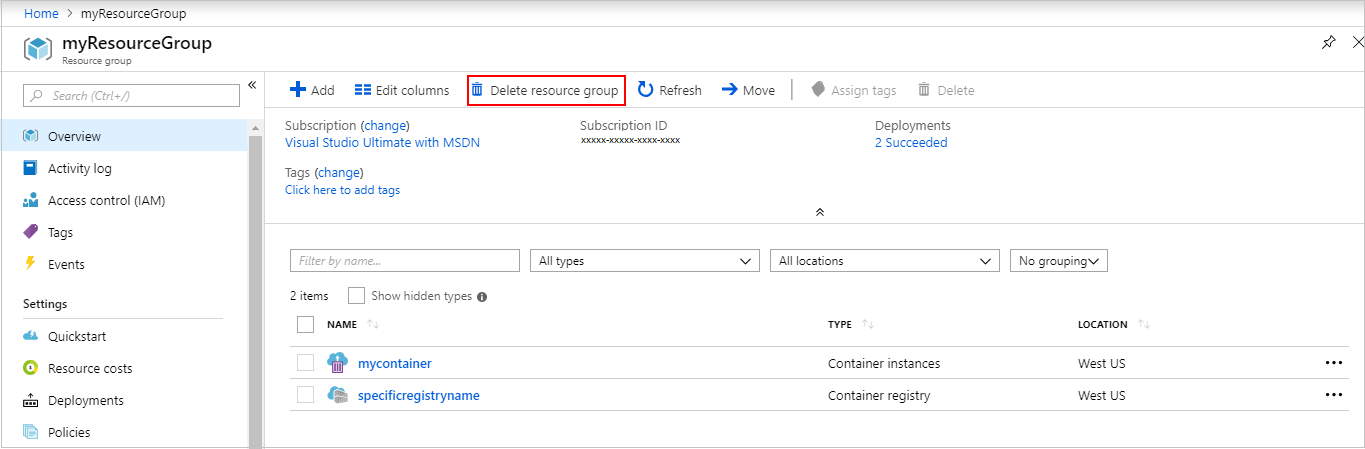 Home > myResourceGroup
myResourceGroup
Resource group
Search (Ctrl+/)
Overview
Activity log
Access control (IAM)
Tags
Events
Settings
Quickstart
Resource costs
Deployments
Policies
Add Edit columns Delete resource group Refresh Move Assign tags Delete
Subscription (change) Subscription ID Deployments
Visual Studio Ultimate with MSDN xxxxx-xxxxx-xxxx-xxxx 2 Succeeded
Tags (change)
Click here to add tags
Filter by name... All types All locations No grouping
2 items Show hidden types
NAME TYPE LOCATION
mycontainer Container instances West US
specificregistryname Container registry West US